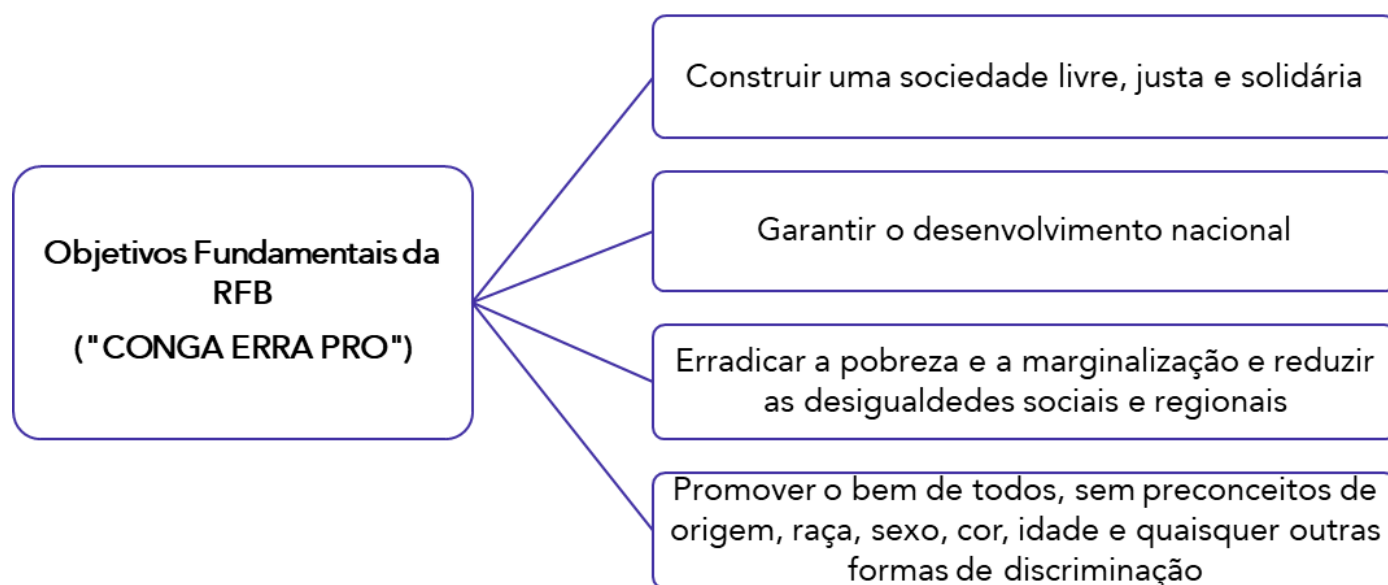 Objetivos Fundamentais da
RFB
("CONGA ERRA PRO")
Construir uma sociedade livre, justa e solidária
Garantir o desenvolvimento nacional
Erradicar a pobreza e a marginalização e reduzir
as desigualdedes sociais e regionais
Promover o bem de todos, sem preconceitos de
origem, raça, sexo, cor, idade e quaisquer outras
formas de discriminação